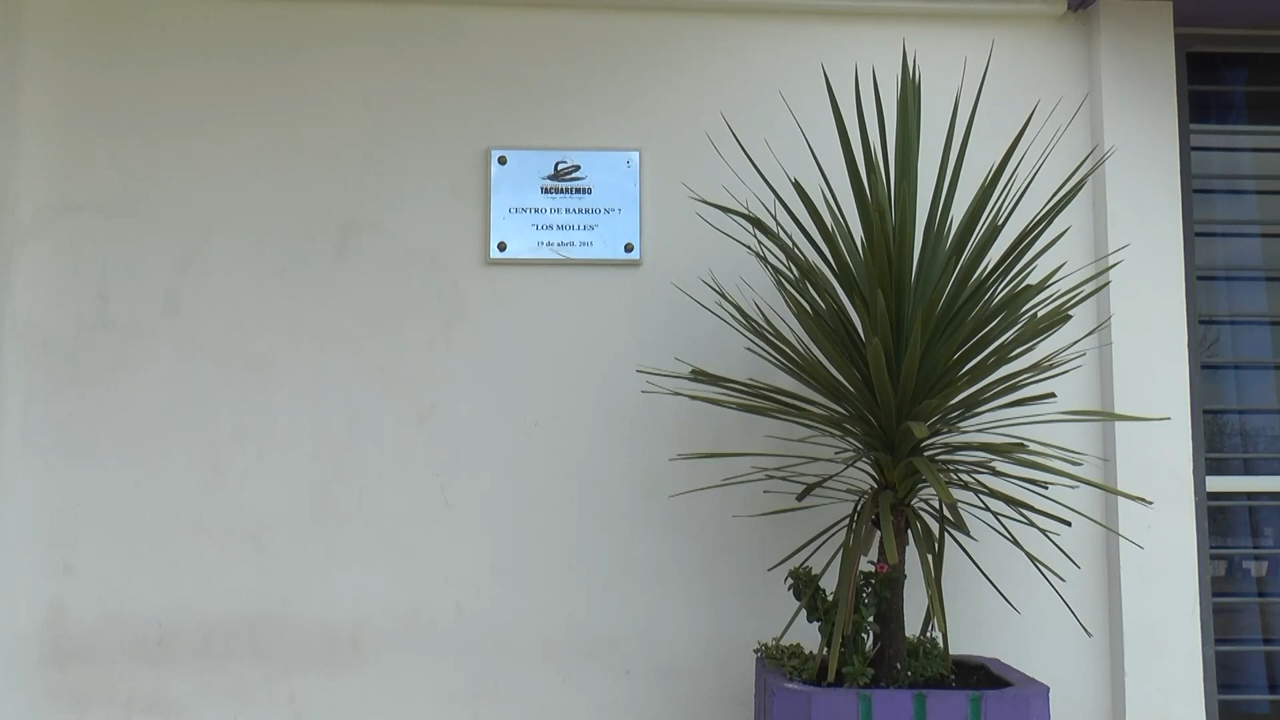 TACUAREMBO
CENTRO DE BARRIO Nº 7
"LOS MOLLES"
19 de abril, 2015